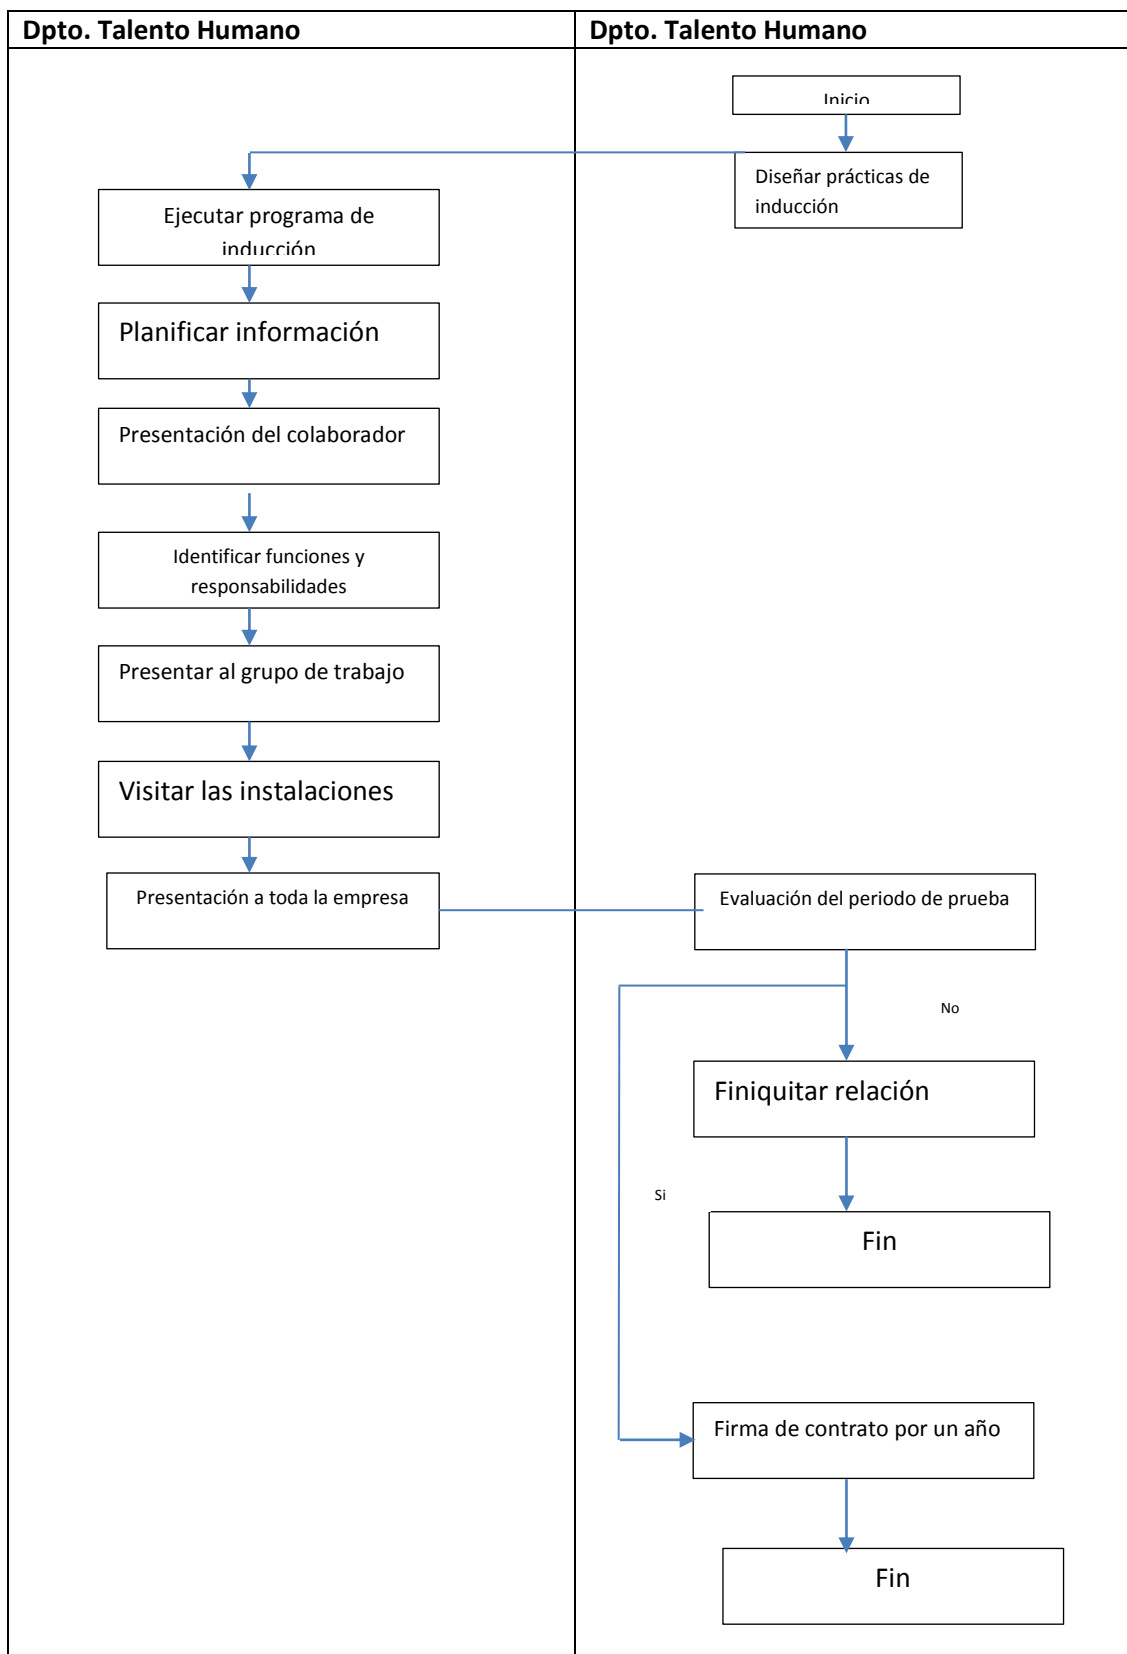 Dpto. Talento Humano
Dpto. Talento Humano
Inicio
Diseñar prácticas de
inducción
Ejecutar programa de
inducción
Planificar información
Presentación del colaborador
Identificar funciones y
responsabilidades
Presentar al grupo de trabajo
Visitar las instalaciones
Presentación a toda la empresa
Evaluación del periodo de prueba
No
Finiquitar relación
Si
Fin
Firma de contrato por un año
Fin